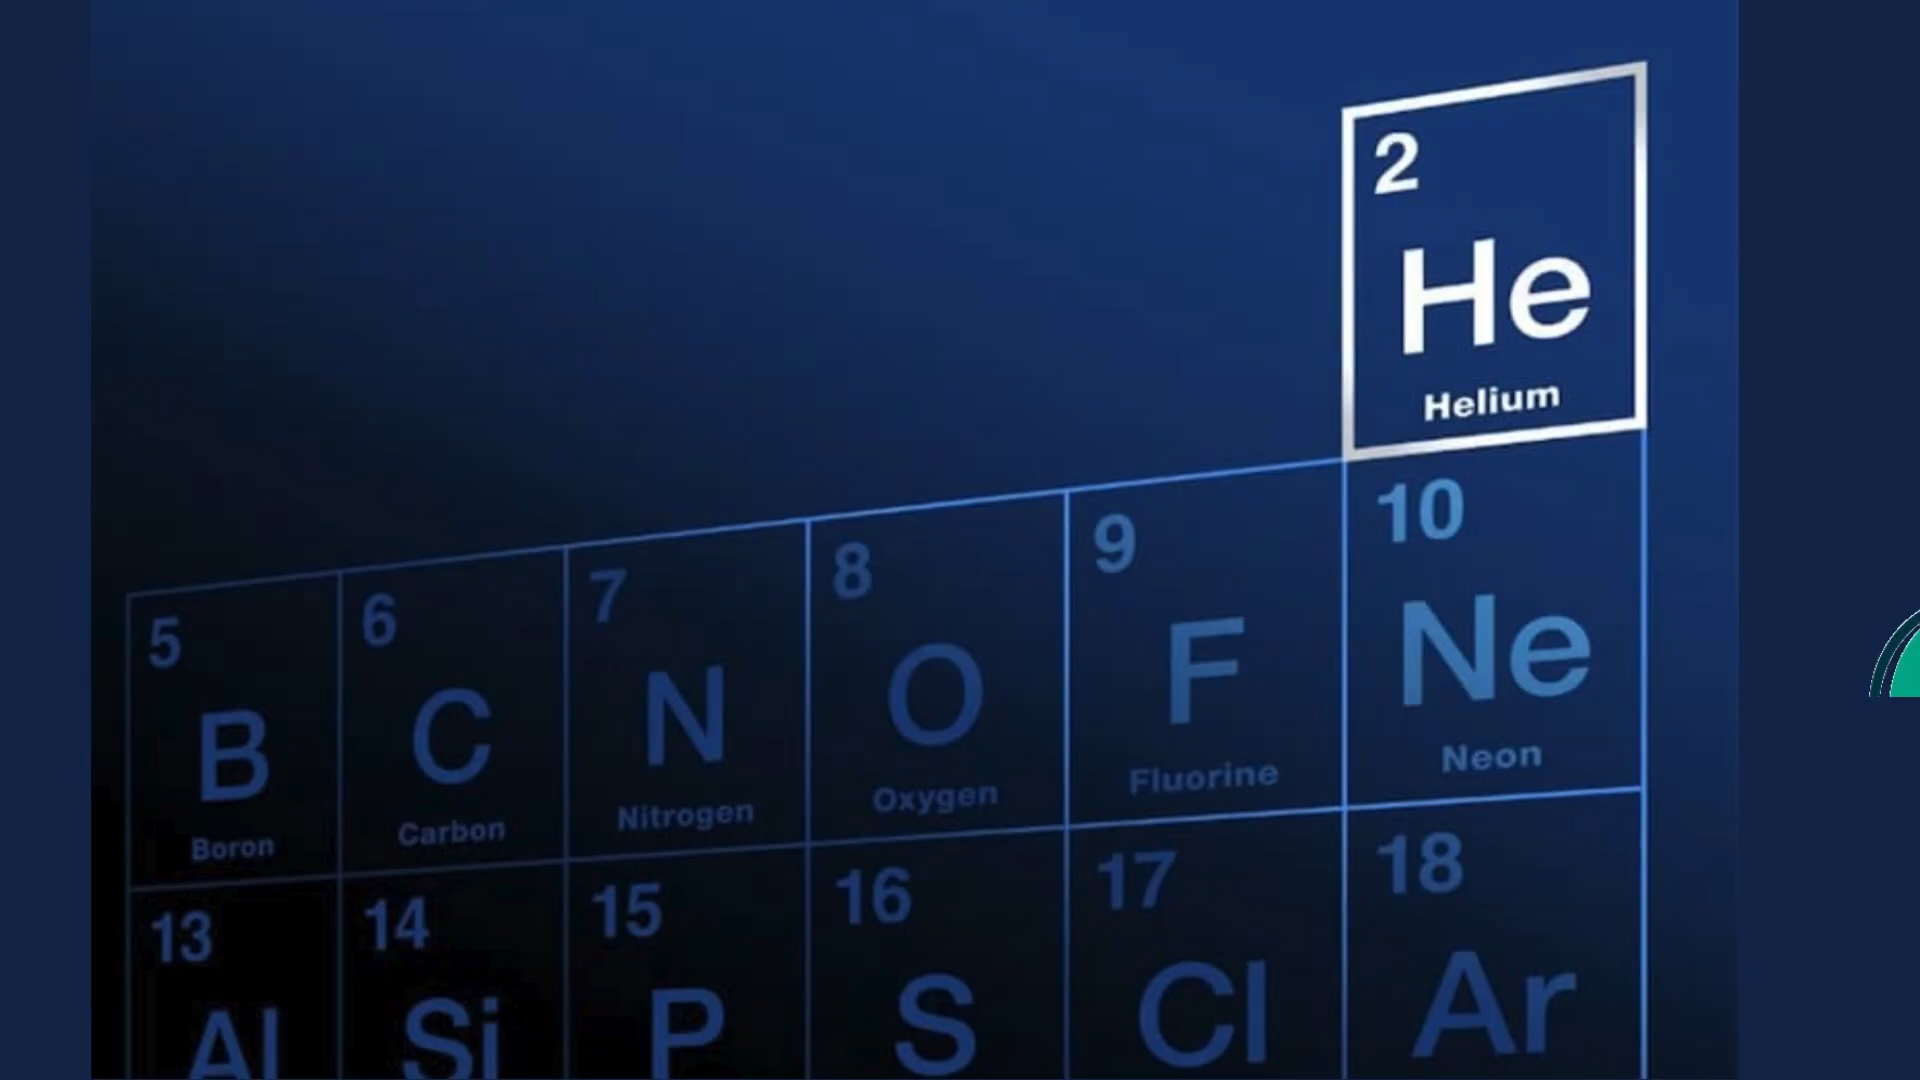 2
He
Helium
5 6 7 8 9 10
B C N O F Ne
Boron Carbon Nitrogen Oxygen Fluorine Neon
13 14 15 16 17 18
Al Si P S Cl Ar